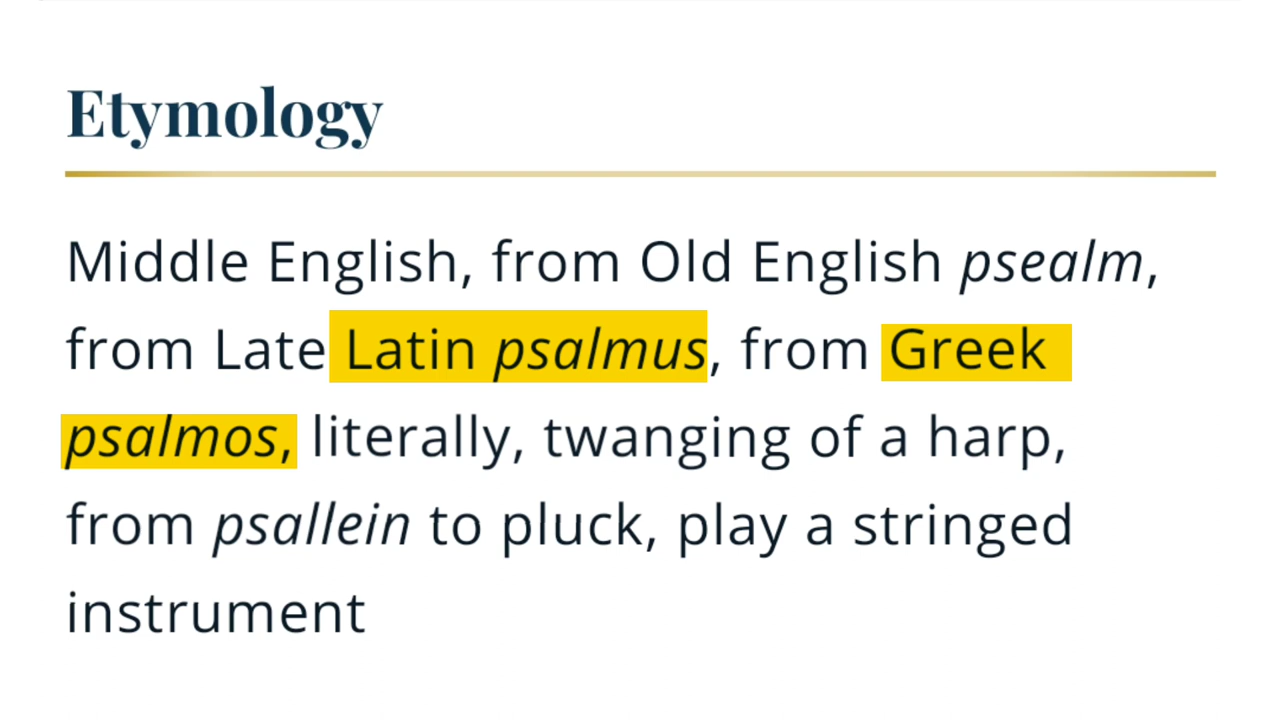 Etymology
Middle English, from Old English psealm,
from Late Latin psalmus, from Greek
psalmos, literally, twanging of a harp,
from psallein to pluck, play a stringed
instrument